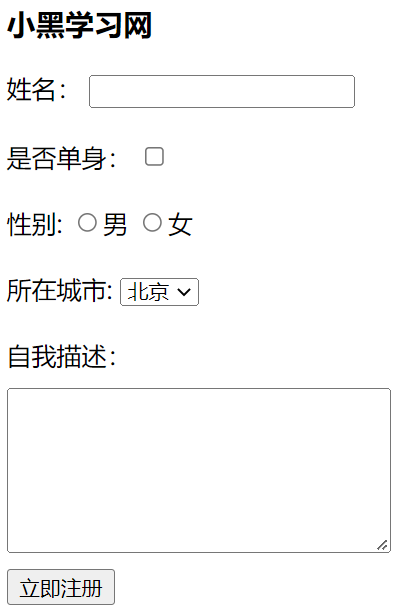 小黑学习网
姓名：
是否单身：
性别: 男 女
所在城市: 北京
自我描述：
立即注册